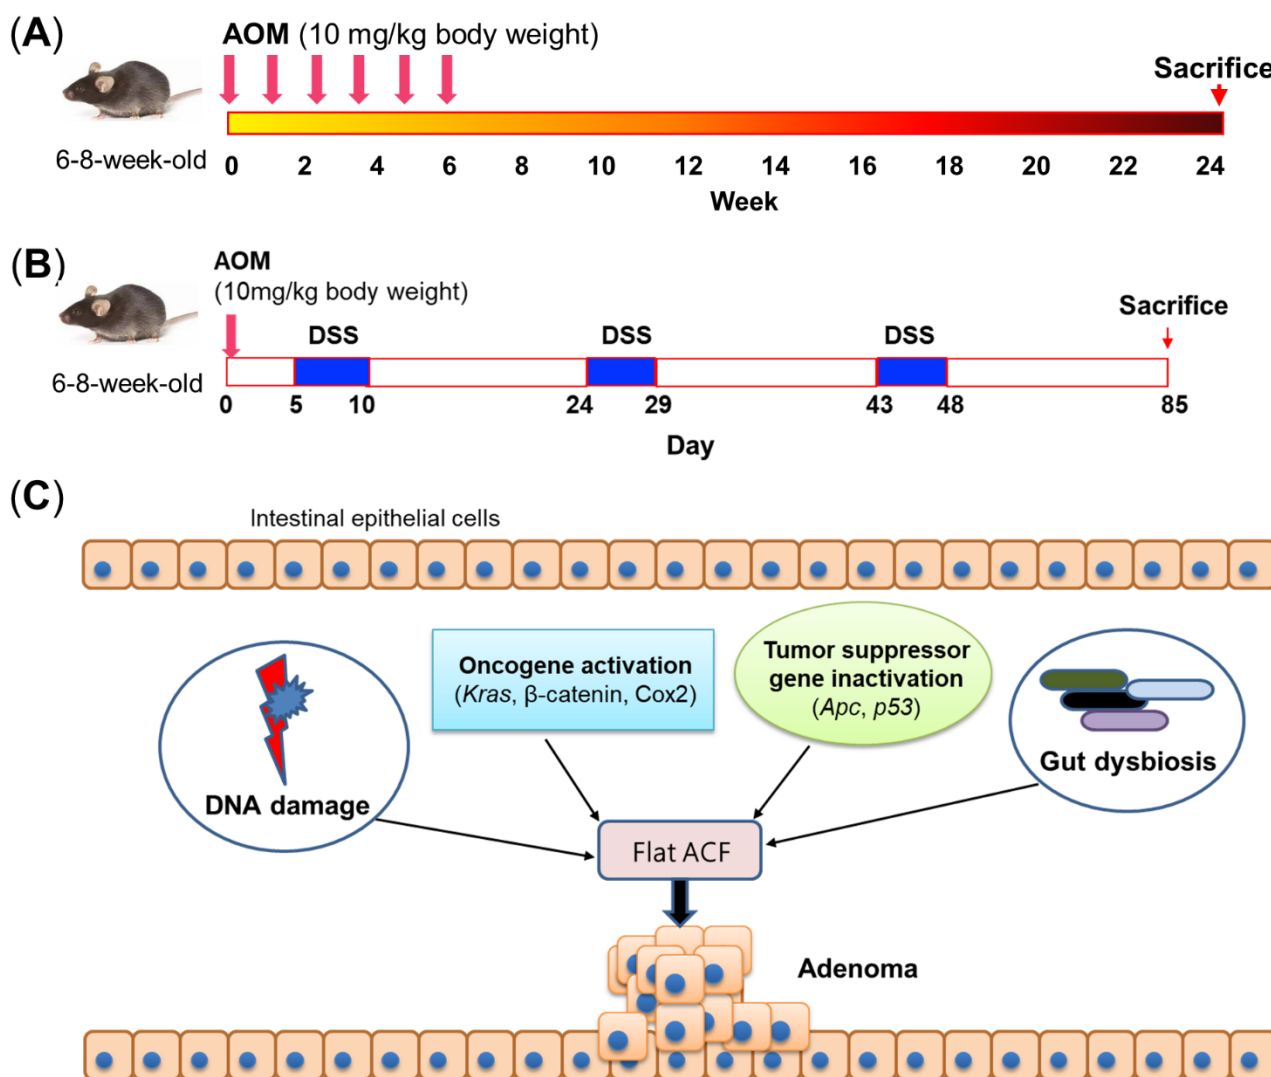 (A)
AOM (10 mg/kg body weight)
Sacrifice
6-8-week-old
0 2 4 6 8 10 12 14 16 18 20 22 24
Week
(B)
AOM
(10mg/kg body weight)
DSS DSS DSS
Sacrifice
6-8-week-old
0 5 10 24 29 43 48 85
Day
(C)
Intestinal epithelial cells
Oncogene activation
(Kras, β-catenin, Cox2)
Tumor suppressor
gene inactivation
(Apc, p53)
Gut dysbiosis
DNA damage
Flat ACF
Adenoma